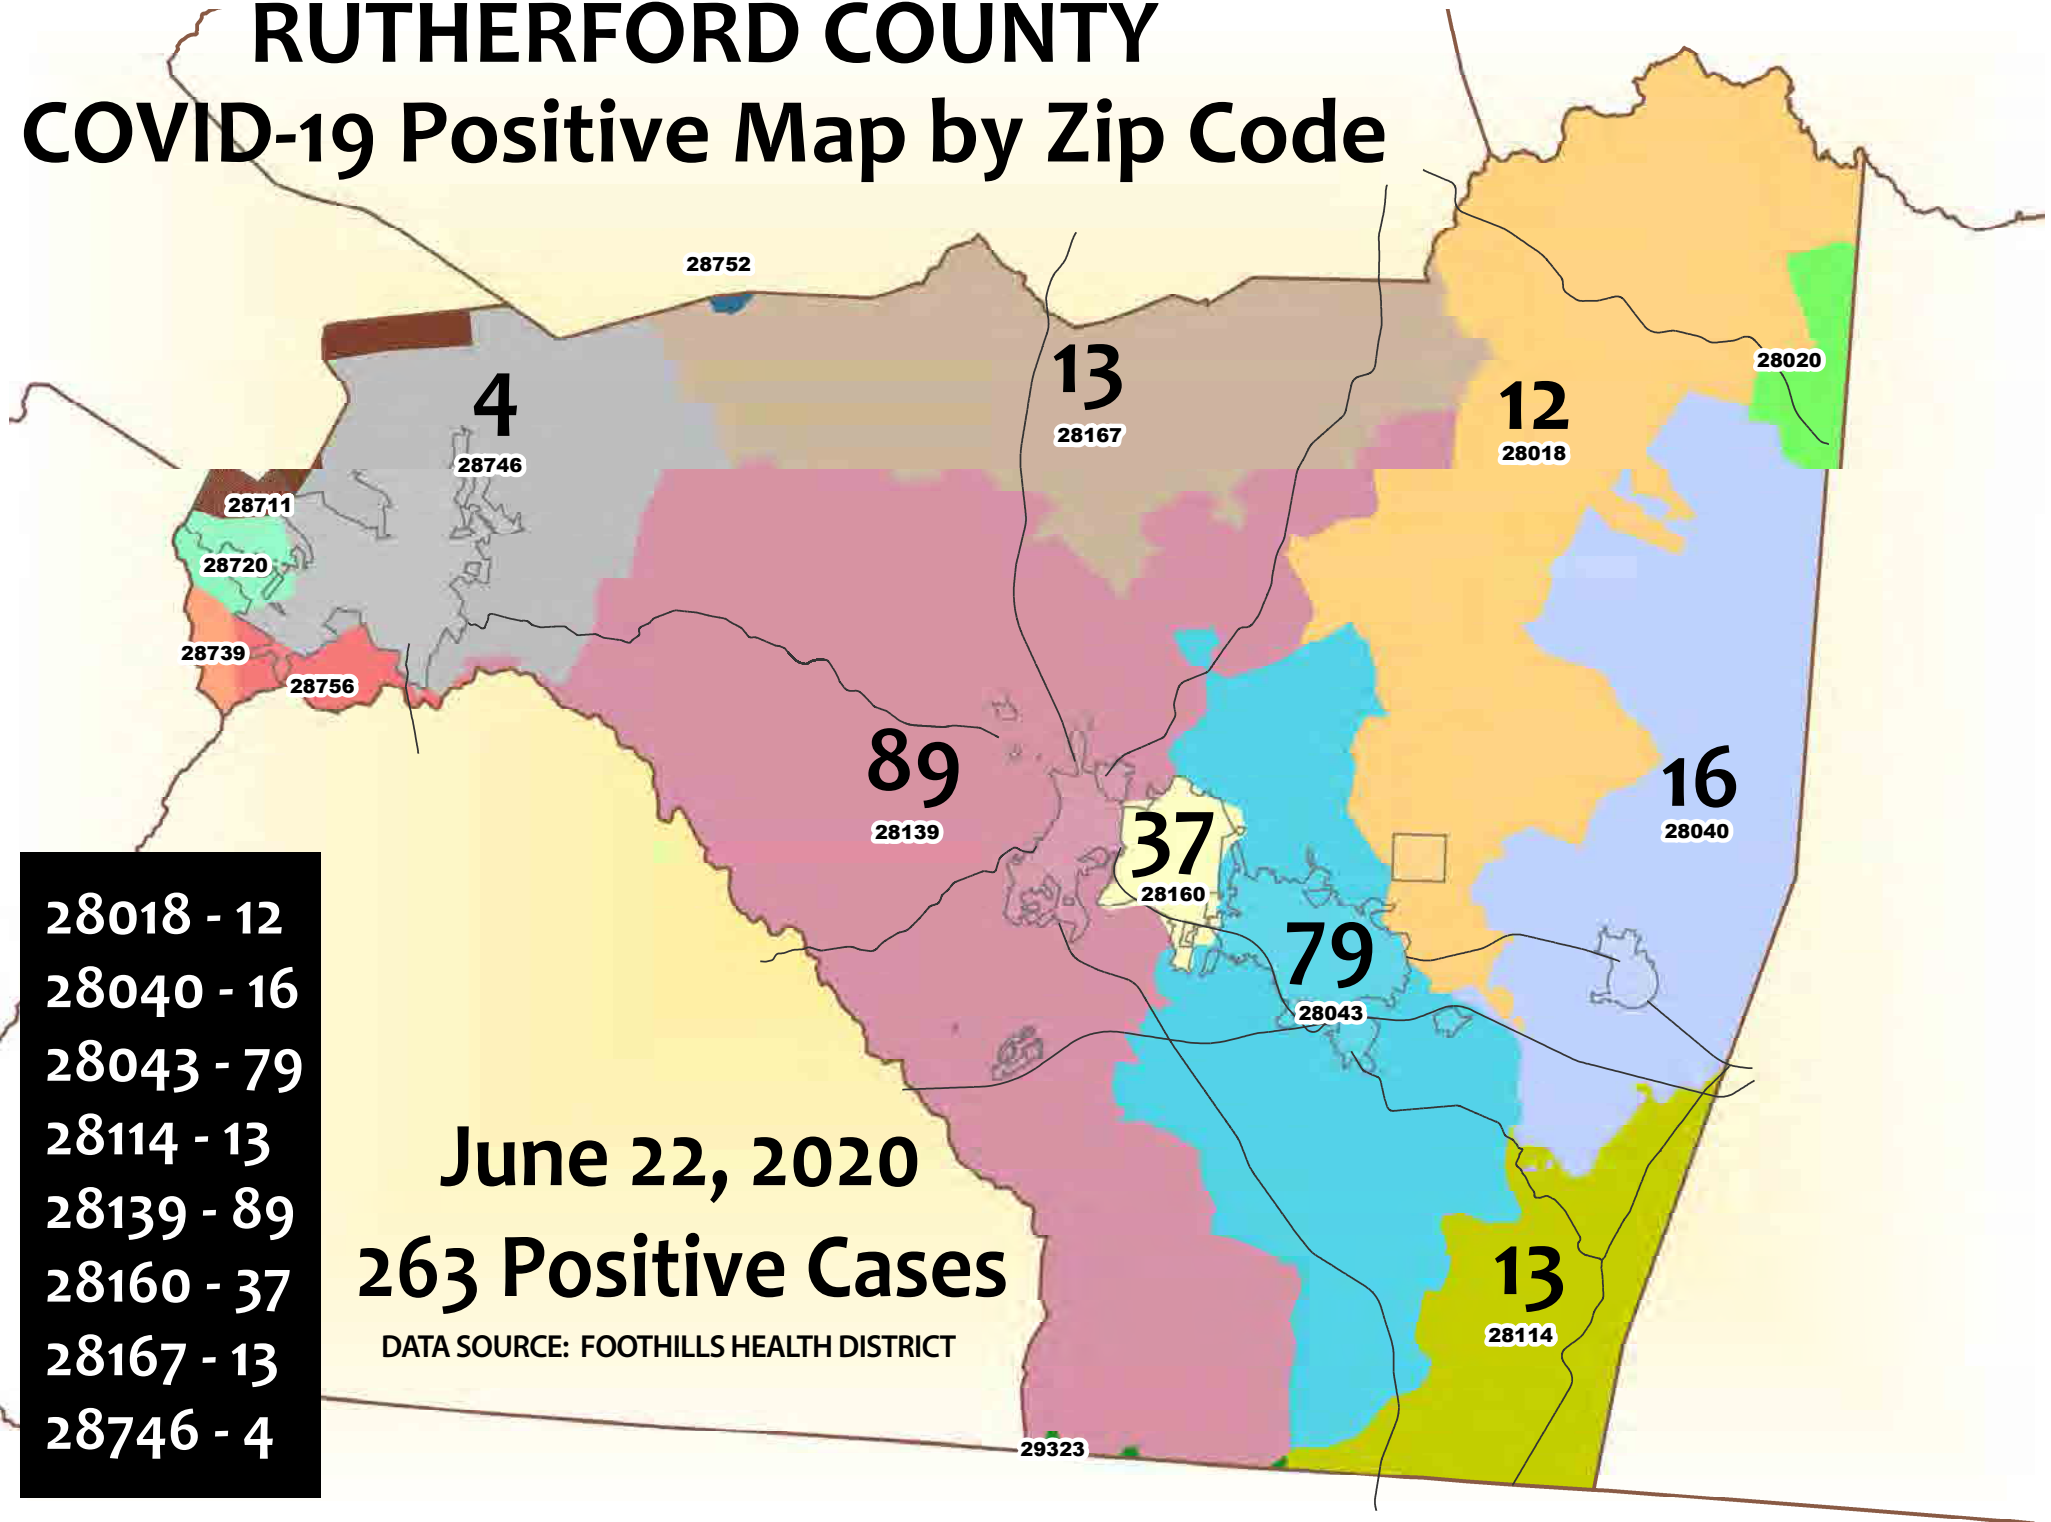 RUTHERFORD COUNTY
COVID-19 Positive Map by Zip Code
28752
28020
13
28167
12
28018
4
28746
28711
28720
28739
28756
89
28139
37
28160
16
28040
79
28043
13
28114
29323
28018 - 12
28040 - 16
28043 - 79
28114 - 13
28139 - 89
28160 - 37
28167 - 13
28746 - 4
June 22, 2020
263 Positive Cases
DATA SOURCE: FOOTHILLS HEALTH DISTRICT